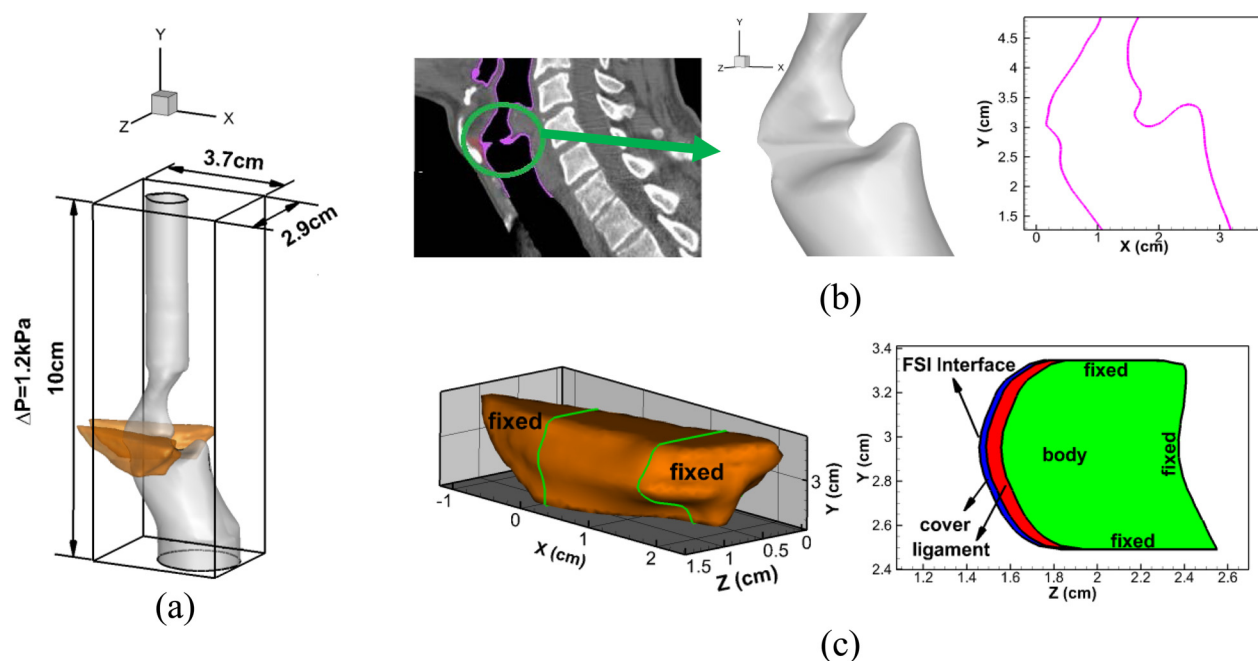 Y
Z
X
3.7cm
2.9cm
ΔP=1.2kPa
10cm
(a)
Y
Z
X
Y (cm)
4.5
4
3.5
3
2.5
2
1.5
0
1
2
3
X (cm)
(b)
fixed
fixed
3
Y (cm)
-1
0
1
2
X (cm)
1.5
1
0.5
0
Z (cm)
FSI Interface
fixed
body
fixed
cover
ligament
fixed
Y (cm)
3.4
3.2
3
2.8
2.6
2.4
1.2
1.4
1.6
1.8
2
2.2
2.4
2.6
Z (cm)
(c)